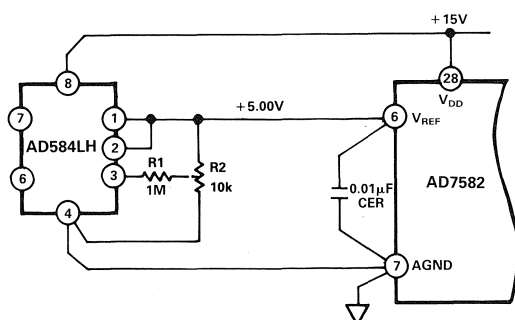 +15V
8
28
V_DD
7
1
+5.00V
6
V_REF
AD584LH
2
AD7582
6
3
R1
1M
R2
10k
0.01µF
CER
4
7
AGND